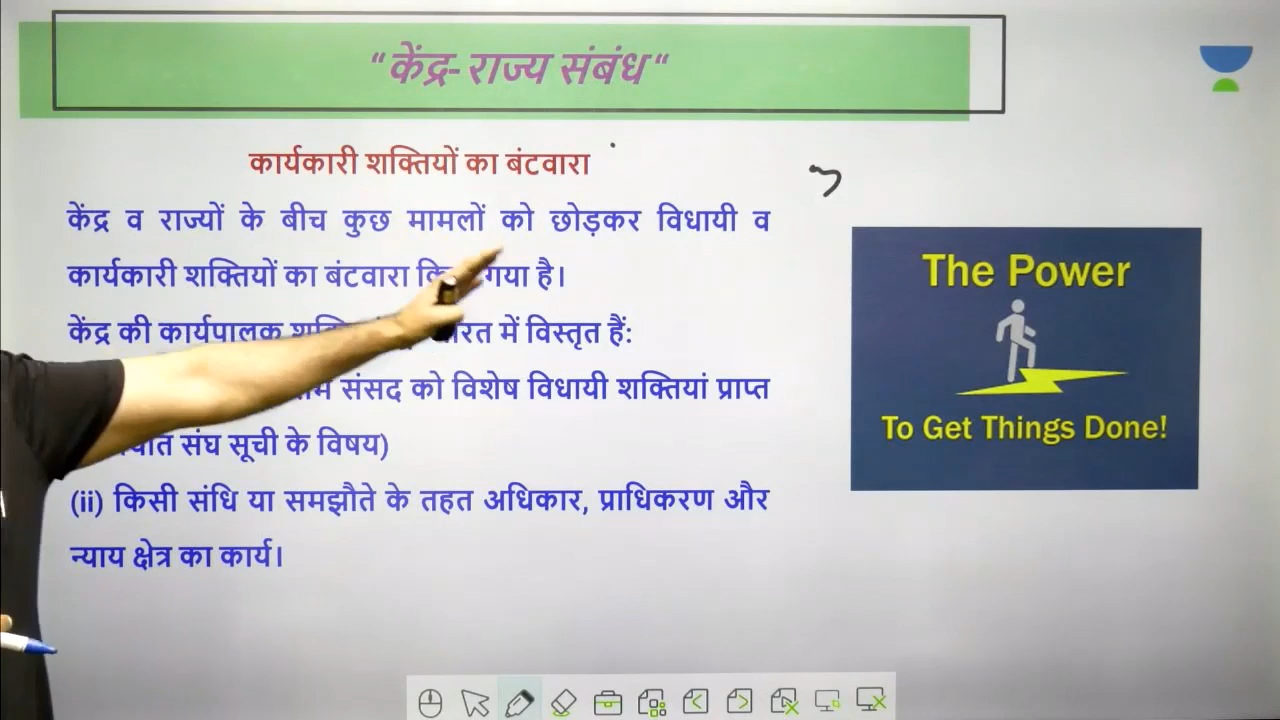 “केंद्र- राज्य संबंध“
कार्यकारी शक्तियों का बंटवारा
केंद्र व राज्यों के बीच कुछ मामलों को छोड़कर विधायी व
कार्यकारी शक्तियों का बंटवारा गया है।
केंद्र की कार्यपालक में विस्तृत हैं:
संसद को विशेष विधायी शक्तियां प्राप्त
संघ सूची के विषय)
(ii) किसी संधि या समझौते के तहत अधिकार, प्राधिकरण और
न्याय क्षेत्र का कार्य।
The Power
To Get Things Done!